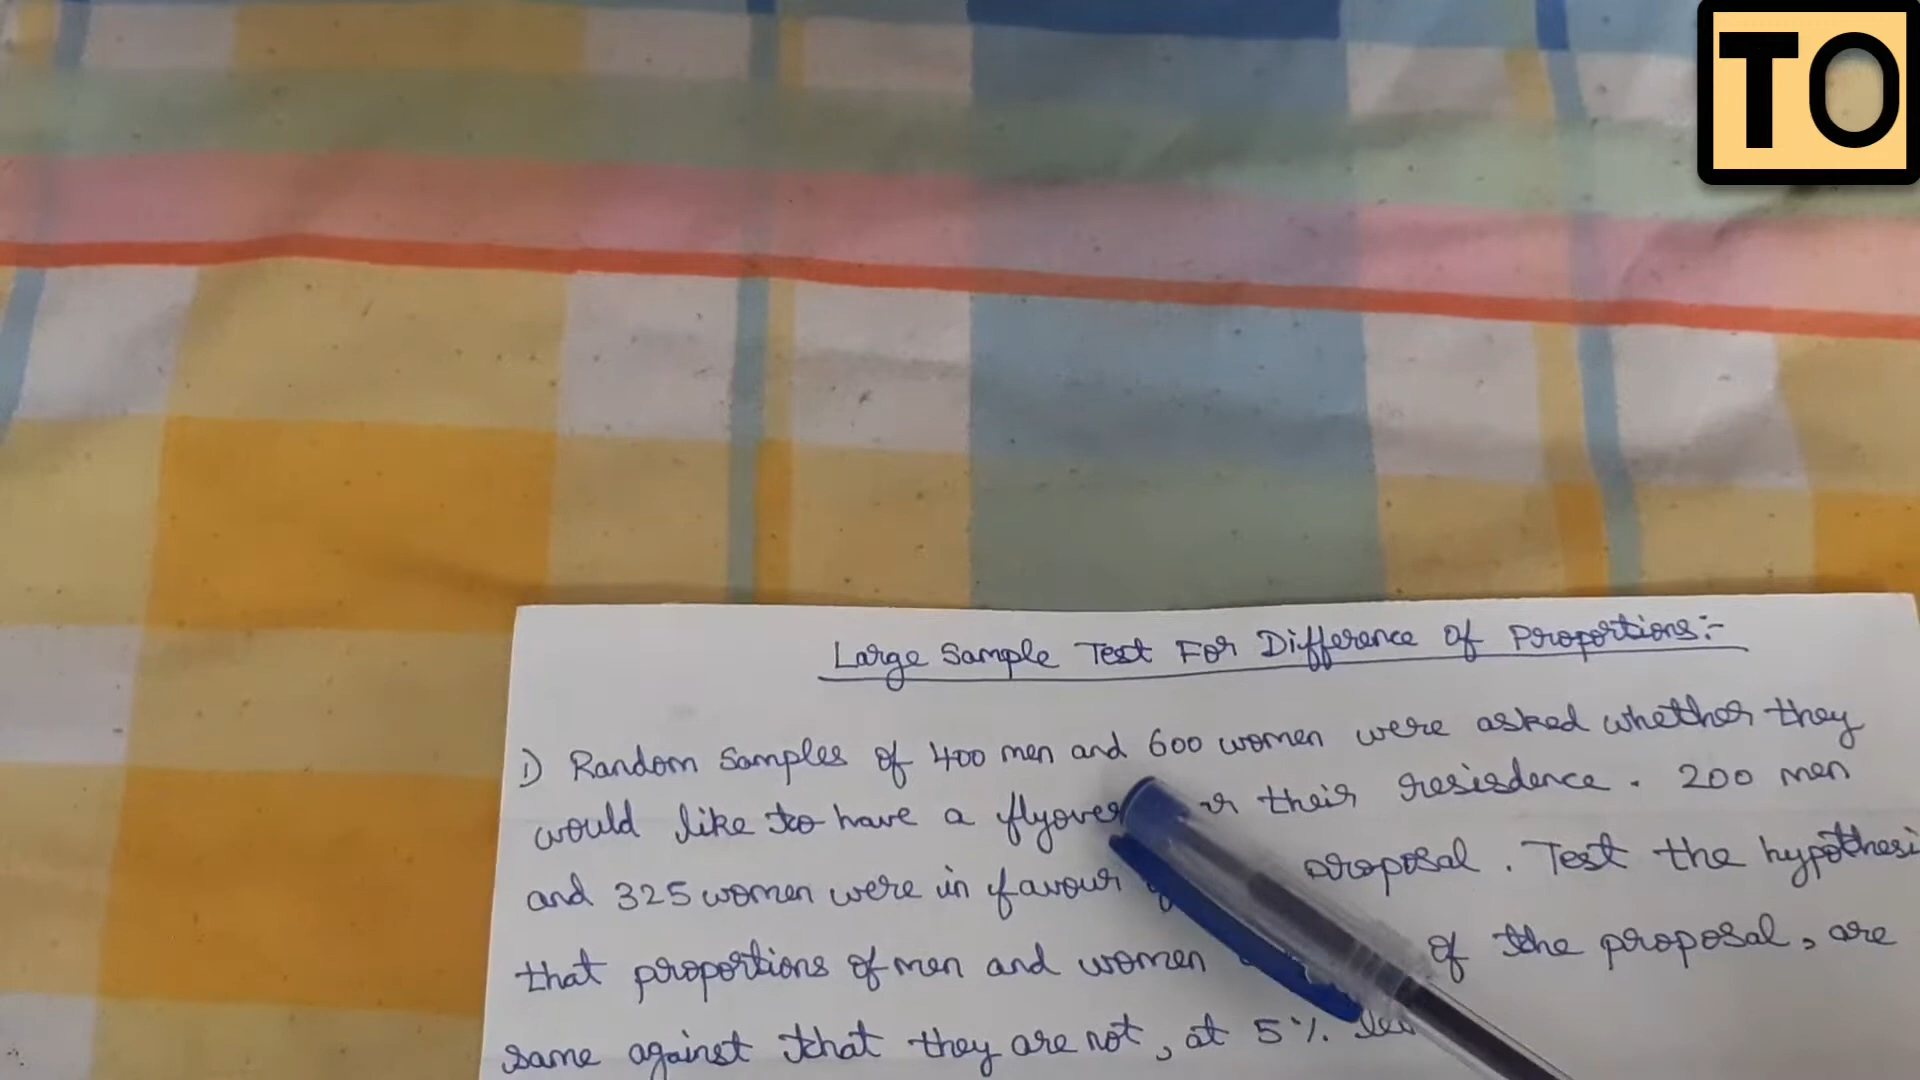 TO
Large Sample Test For Difference Of Proportions:-
1) Random Samples of 400 men and 600 women were asked whether they
would like to have a flyover their resisdence. 200 men
and 325 women were in favour proposal. Test the hypothesi
that proportions of men and women of the proposal, are
same against that they are not, at 5%